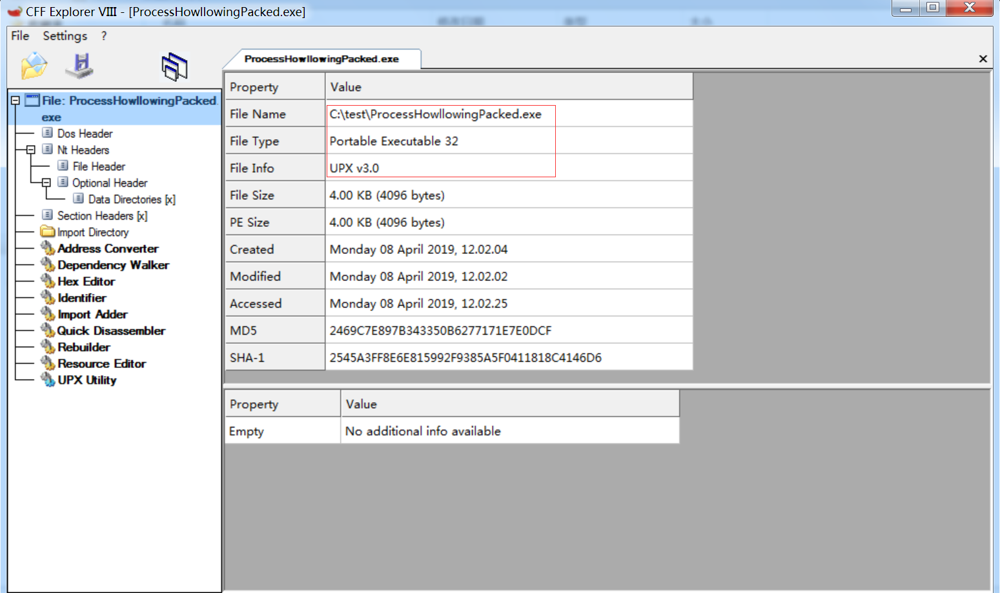 CFF Explorer VIII - [ProcessHowllowingPacked.exe]
File Settings ?
ProcessHowllowingPacked.exe
File: ProcessHowllowingPacked.
exe
Dos Header
Nt Headers
File Header
Optional Header
Data Directories [x]
Section Headers [x]
Import Directory
Address Converter
Dependency Walker
Hex Editor
Identifier
Import Adder
Quick Disassembler
Rebuilder
Resource Editor
UPX Utility
Property Value
File Name C:\test\ProcessHowllowingPacked.exe
File Type Portable Executable 32
File Info UPX v3.0
File Size 4.00 KB (4096 bytes)
PE Size 4.00 KB (4096 bytes)
Created Monday 08 April 2019, 12.02.04
Modified Monday 08 April 2019, 12.02.02
Accessed Monday 08 April 2019, 12.02.25
MD5 2469C7E897B343350B6277171E7E0DCF
SHA-1 2545A3FF8E6E815992F9385A5F0411818C4146D6
Property Value
Empty No additional info available